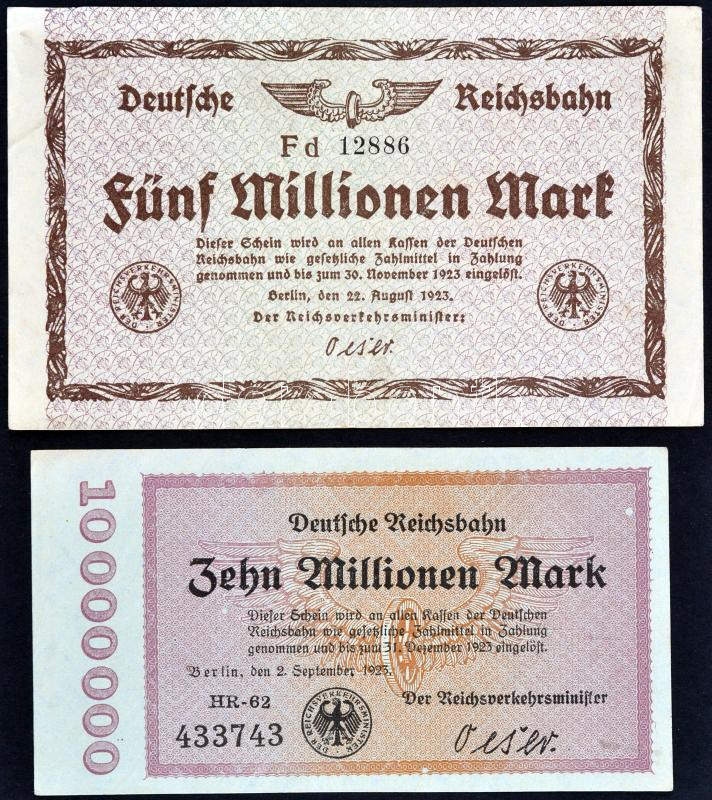 Deutsche Reichsbahn
Fd 12886
Fünf Millionen Mark
Dieser Schein wird an allen Kassen der Deutschen
Reichsbahn wie gesetzliche Zahlmittel in Zahlung
genommen und bis zum 30. November 1923 eingelöst.
Berlin, den 22. August 1923.
Der Reichsverkehrsminister:
Oeser.
DER REICHSVERKEHRSMINISTER
DER REICHSVERKEHRSMINISTER
10000000
Deutsche Reichsbahn
Zehn Millionen Mark
Dieser Schein wird an allen Kassen der Deutschen
Reichsbahn wie gesetzliche Zahlmittel in Zahlung
genommen und bis zum 31. Dezember 1923 eingelöst.
Berlin, den 2. September 1923.
HR-62
Der Reichsverkehrsminister
433743
DER REICHSVERKEHRSMINISTER
Oeser.